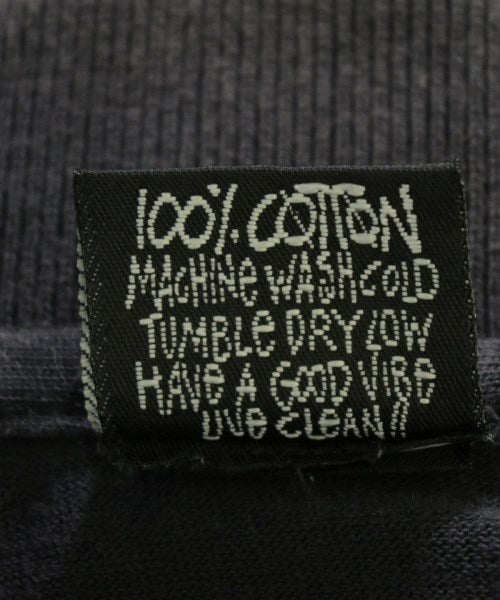 100% COTTON
MACHINE WASH COLD
TUMBLE DRY LOW
HAVE A GOOD VIBE
LIVE CLEAN!!